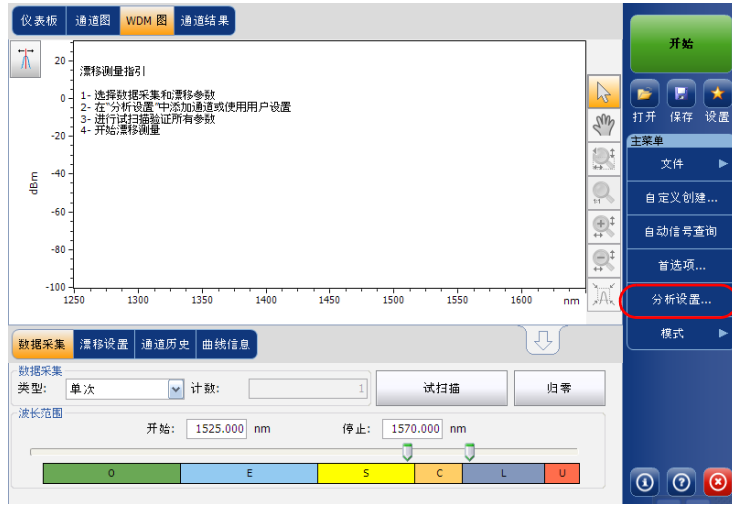 仪表板 通道图 WDM 图 通道结果
漂移测量指引
1- 选择数据采集和漂移参数
2- 在"分析设置"中添加通道或使用用户设置
3- 进行试扫描验证所有参数
4- 开始漂移测量
dBm
20
0
-20
-40
-60
-80
-100
1250 1300 1350 1400 1450 1500 1550 1600 nm
1:1
数据采集 漂移设置 通道历史 曲线信息
数据采集
类型: 单次 计数: 1 试扫描 归零
波长范围
开始: 1525.000 nm 停止: 1570.000 nm
O E S C L U
开始
打开 保存 设置
主菜单
文件
自定义创建...
自动信号查询
首选项...
分析设置...
模式